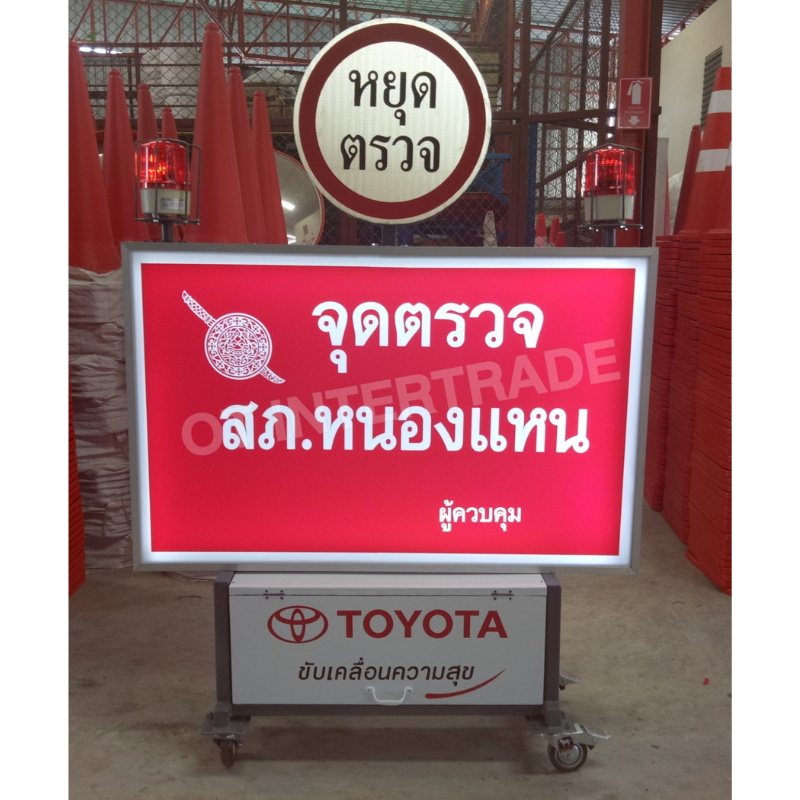 หยุด
ตรวจ
จุดตรวจ
สภ.หนองแหน
ผู้ควบคุม
INTERTRADE
TOYOTA
ขับเคลื่อนความสุข